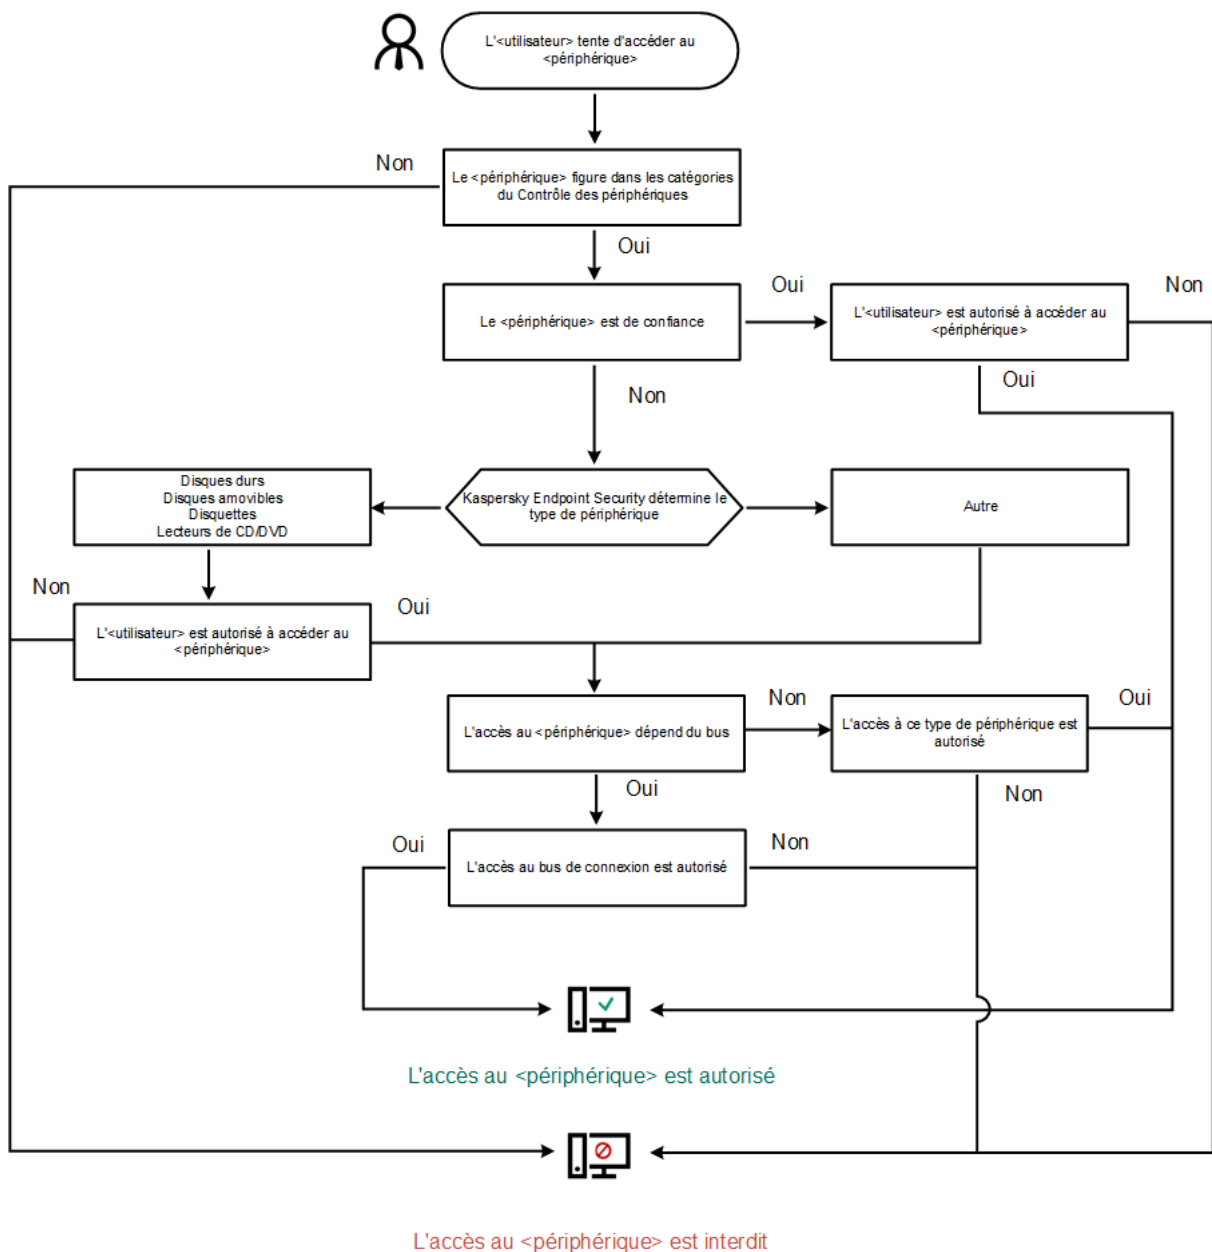 L'<utilisateur> tente d'accéder au
<périphérique>
Non
Le <périphérique> figure dans les catégories
du Contrôle des périphériques
Oui
Le <périphérique> est de confiance
Oui
L'<utilisateur> est autorisé à accéder au
<périphérique>
Non
Oui
Non
Disques durs
Disques amovibles
Disquettes
Lecteurs de CD/DVD
Kaspersky Endpoint Security détermine le
type de périphérique
Autre
Non
L'<utilisateur> est autorisé à accéder au
<périphérique>
Oui
L'accès au <périphérique> dépend du bus
Non
L'accès à ce type de périphérique est
autorisé
Oui
Oui
Non
Oui
L'accès au bus de connexion est autorisé
Non
L'accès au <périphérique> est autorisé
L'accès au <périphérique> est interdit